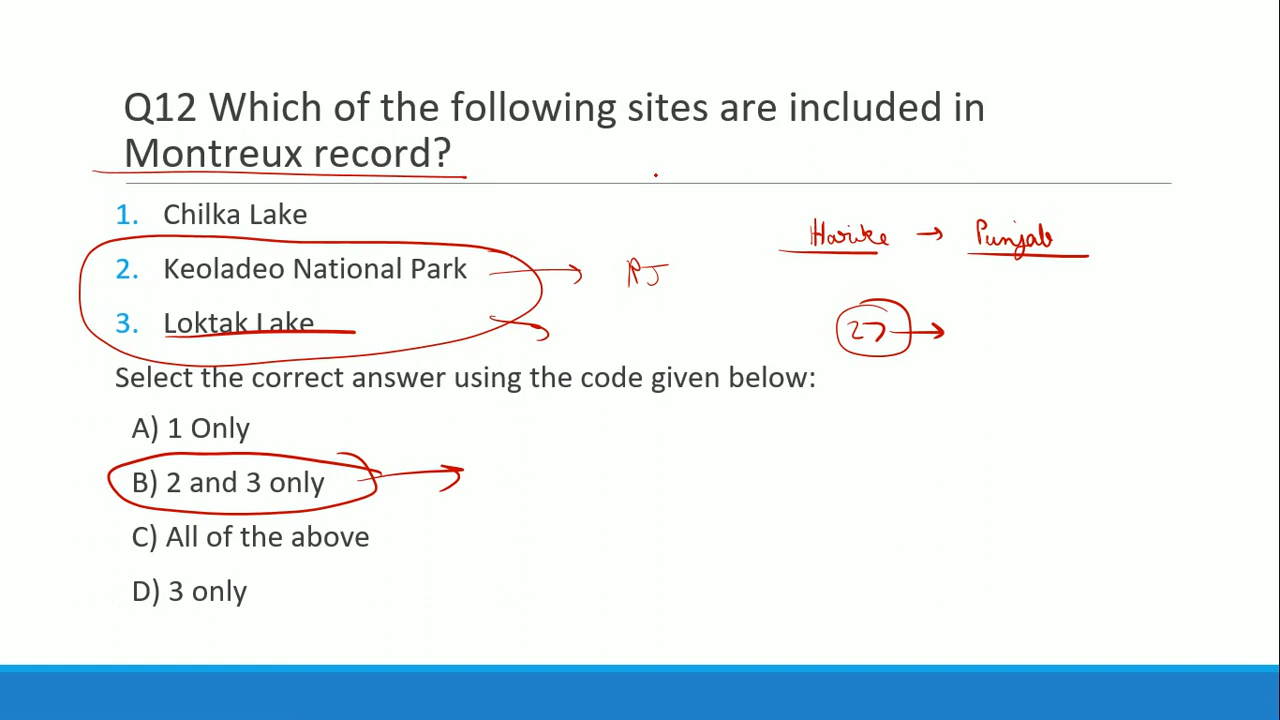 Q12 Which of the following sites are included in
Montreux record?
1. Chilka Lake
Harike → Punjab
2. Keoladeo National Park → RJ
3. Loktak Lake
27 →
Select the correct answer using the code given below:
A) 1 Only
B) 2 and 3 only
C) All of the above
D) 3 only